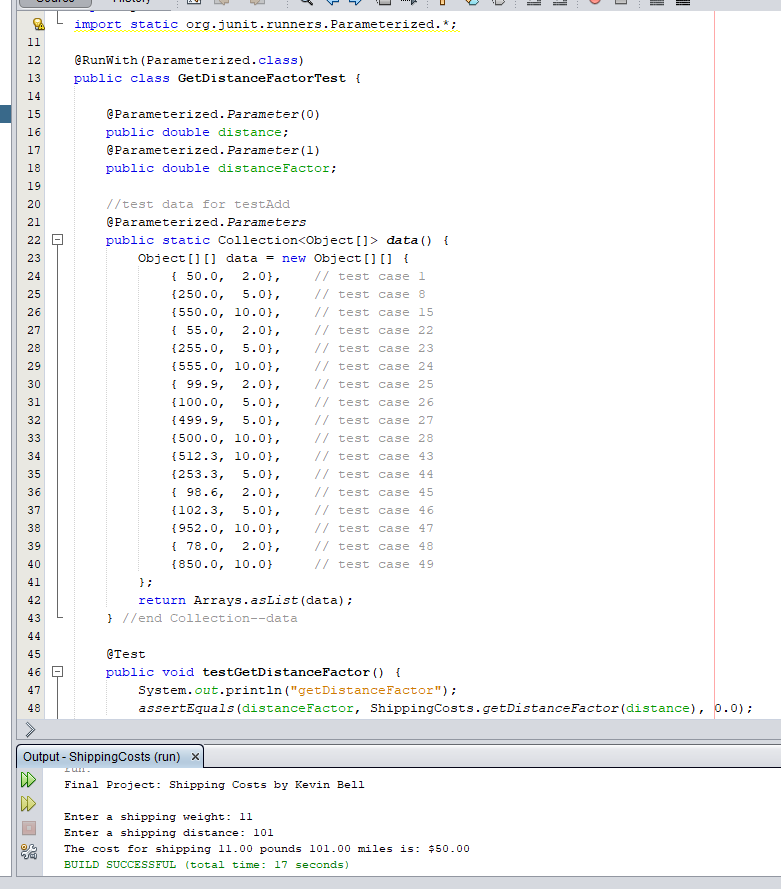 Source History
import static org.junit.runners.Parameterized.*;
11
12 @RunWith(Parameterized.class)
13 public class GetDistanceFactorTest {
14
15 @Parameterized.Parameter(0)
16 public double distance;
17 @Parameterized.Parameter(1)
18 public double distanceFactor;
19
20 //test data for testAdd
21 @Parameterized.Parameters
22 public static Collection<Object[]> data() {
23 Object[][] data = new Object[][] {
24 { 50.0,  2.0},    // test case 1
25 {250.0,  5.0},    // test case 8
26 {550.0, 10.0},    // test case 15
27 { 55.0,  2.0},    // test case 22
28 {255.0,  5.0},    // test case 23
29 {555.0, 10.0},    // test case 24
30 { 99.9,  2.0},    // test case 25
31 {100.0,  5.0},    // test case 26
32 {499.9,  5.0},    // test case 27
33 {500.0, 10.0},    // test case 28
34 {512.3, 10.0},    // test case 43
35 {253.3,  5.0},    // test case 44
36 { 98.6,  2.0},    // test case 45
37 {102.3,  5.0},    // test case 46
38 {952.0, 10.0},    // test case 47
39 { 78.0,  2.0},    // test case 48
40 {850.0, 10.0}     // test case 49
41 };
42 return Arrays.asList(data);
43 } //end Collection--data
44
45 @Test
46 public void testGetDistanceFactor() {
47 System.out.println("getDistanceFactor");
48 assertEquals(distanceFactor, ShippingCosts.getDistanceFactor(distance), 0.0);
Output - ShippingCosts (run) ×
run:
Final Project: Shipping Costs by Kevin Bell
Enter a shipping weight: 11
Enter a shipping distance: 101
The cost for shipping 11.00 pounds 101.00 miles is: $50.00
BUILD SUCCESSFUL (total time: 17 seconds)